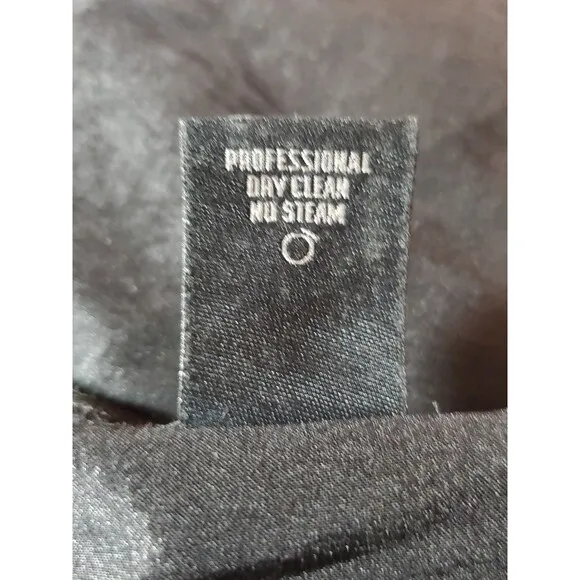 PROFESSIONAL
DRY CLEAN
NO STEAM